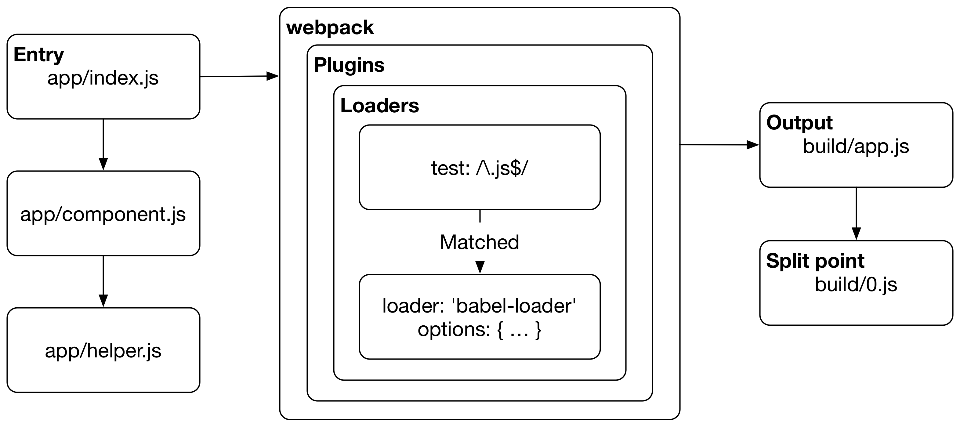 Entry
app/index.js
app/component.js
app/helper.js
webpack
Plugins
Loaders
test: /\.js$/
Matched
loader: 'babel-loader'
options: { … }
Output
build/app.js
Split point
build/0.js